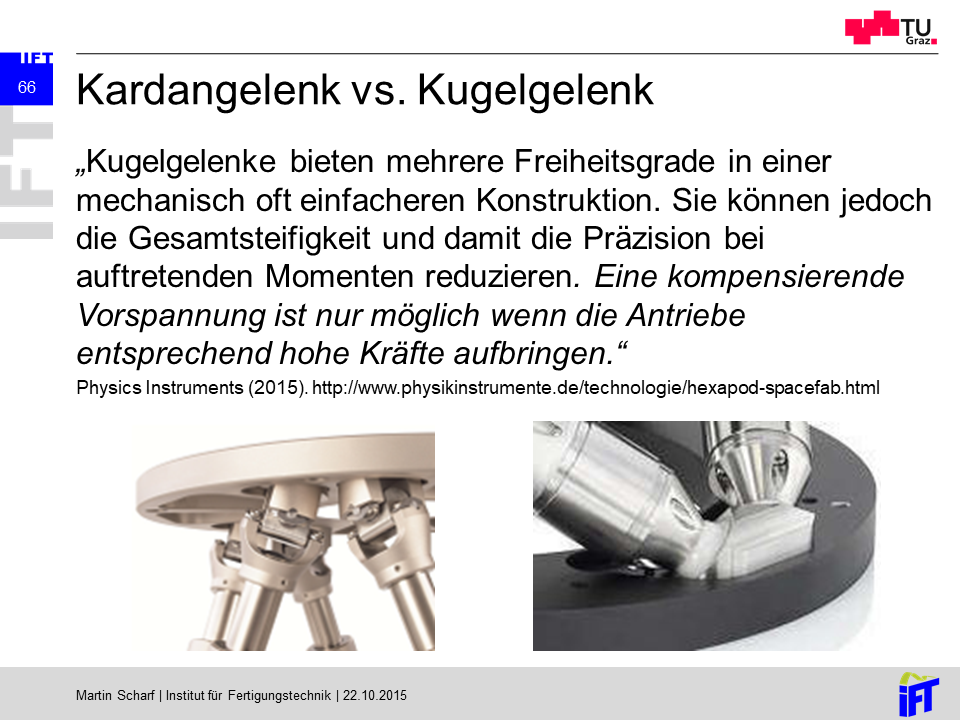 TU
Graz
IFT
66
IFT
Kardangelenk vs. Kugelgelenk
„Kugelgelenke bieten mehrere Freiheitsgrade in einer
mechanisch oft einfacheren Konstruktion. Sie können jedoch
die Gesamtsteifigkeit und damit die Präzision bei
auftretenden Momenten reduzieren. Eine kompensierende
Vorspannung ist nur möglich wenn die Antriebe
entsprechend hohe Kräfte aufbringen.“
Physics Instruments (2015). http://www.physikinstrumente.de/technologie/hexapod-spacefab.html
Martin Scharf | Institut für Fertigungstechnik | 22.10.2015
IFT